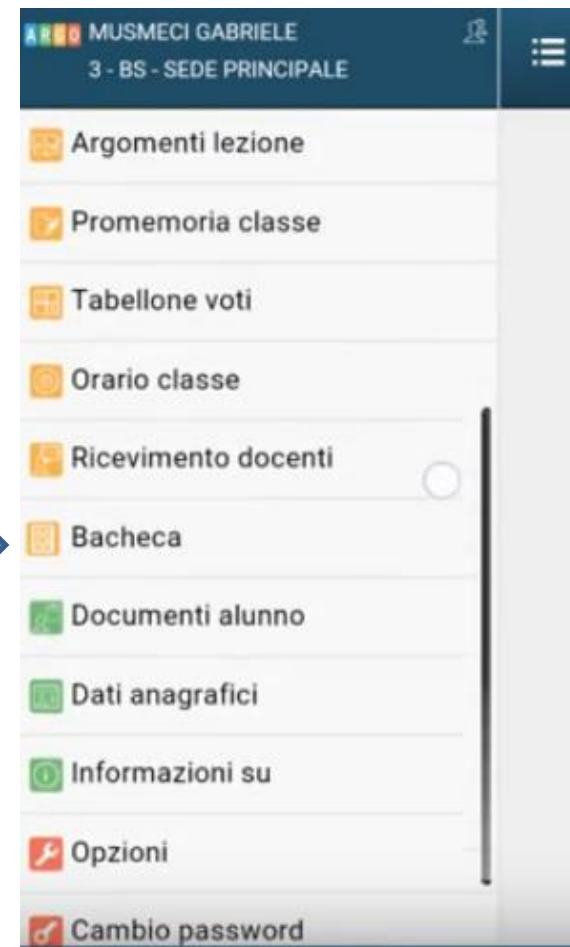 ARGO MUSMECI GABRIELE
3 - BS - SEDE PRINCIPALE
Argomenti lezione
Promemoria classe
Tabellone voti
Orario classe
Ricevimento docenti
Bacheca
Documenti alunno
Dati anagrafici
Informazioni su
Opzioni
Cambio password